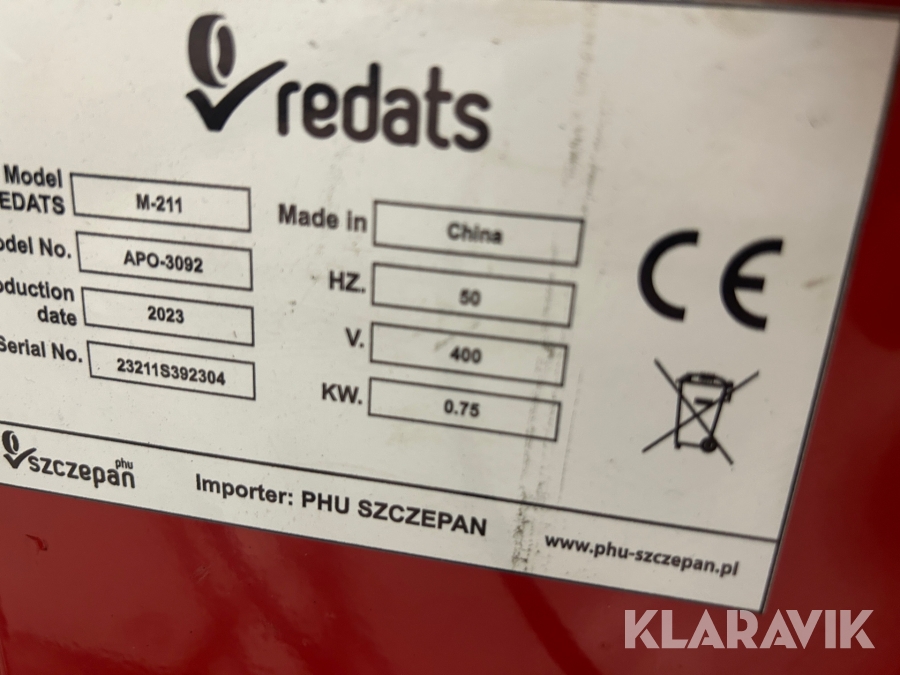 redats
Model
EDATS
M-211
odel No.
APO-3092
oduction
date
2023
Serial No.
23211S392304
Made in
China
HZ.
50
V.
400
KW.
0.75
CE
phu
szczepan
Importer: PHU SZCZEPAN
www.phu-szczepan.pl
KLARAVIK